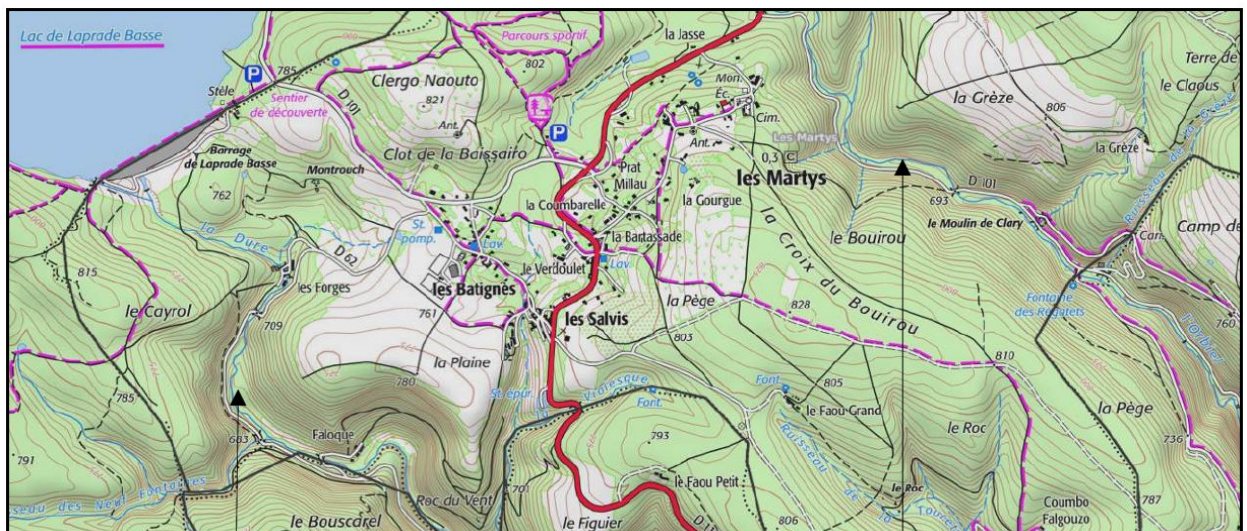 Lac de Laprade Basse
Parcours sportif
la Jasse
Terre de
le Claous
802
785
P
Mon.
Éc.
Clergo Naouto
821
la Grèze
806
Stèle
Sentier
de découverte
D 101
Ant.
P
Cim.
Les Martys
Ant.
la Grèze
Barrage
de Laprade Basse
Clot de la Baïssaïro
0,3 C
Montrouch
Prat
Millau
les Martys
D 101
693
762
la Coumbarelle
la Gourgue
le Moulin de Clary
Camp de
la Dure
St.
pomp.
Lav.
la Bartassade
le Bouirou
Carr.
D 62
le Verdoulet
Lav.
la Croix du Bouirou
815
les Forges
les Batignes
la Pège
828
Fontaine
des Regatets
le Cayrol
709
761
les Salvis
803
760
l'Orbiel
la Plaine
810
785
780
St. épur.
Font.
Font.
805
la Pège
le Faou Grand
683
Faloque
793
le Roc
736
791
Ruisseau de
le Roc
Roc du Vent
701
le Faou Petit
787
le Bouscarel
le Figuier
806
Coumbo
Falgouzo